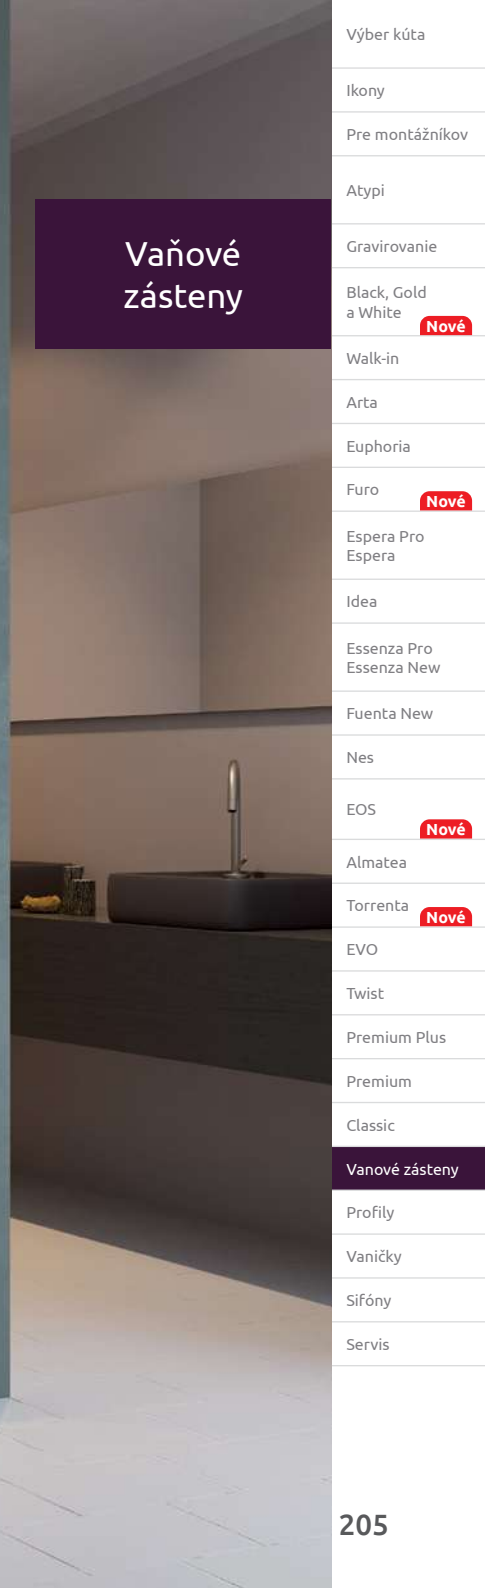 Vaňové
zásteny
Výber kúta
Ikony
Pre montážníkov
Atypi
Gravirovanie
Black, Gold
a White
Nové
Walk-in
Arta
Euphoria
Furo
Nové
Espera Pro
Espera
Idea
Essenza Pro
Essenza New
Fuenta New
Nes
EOS
Nové
Almatea
Torrenta
Nové
EVO
Twist
Premium Plus
Premium
Classic
Vanové zásteny
Profily
Vaničky
Sifóny
Servis
205